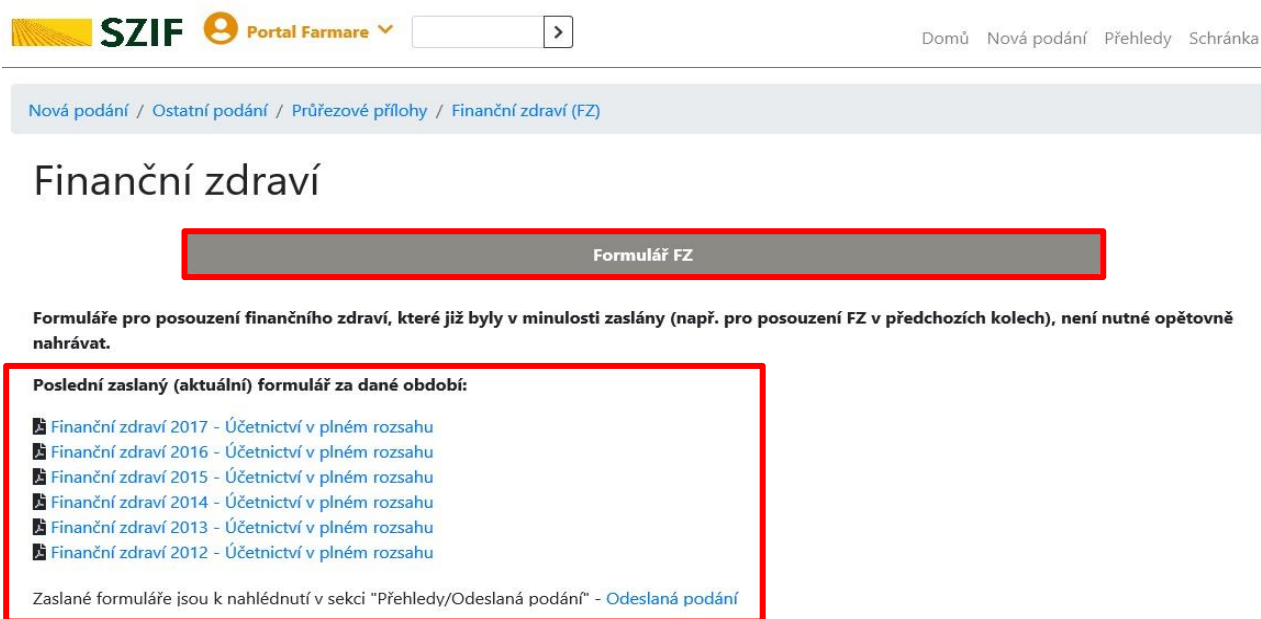 SZIF Portal Farmare Domů Nová podání Přehledy Schránka
Nová podání / Ostatní podání / Průřezové přílohy / Finanční zdraví (FZ)
Finanční zdraví
Formulář FZ
Formuláře pro posouzení finančního zdraví, které již byly v minulosti zaslány (např. pro posouzení FZ v předchozích kolech), není nutné opětovně
nahrávat.
Poslední zaslaný (aktuální) formulář za dané období:
Finanční zdraví 2017 - Účetnictví v plném rozsahu
Finanční zdraví 2016 - Účetnictví v plném rozsahu
Finanční zdraví 2015 - Účetnictví v plném rozsahu
Finanční zdraví 2014 - Účetnictví v plném rozsahu
Finanční zdraví 2013 - Účetnictví v plném rozsahu
Finanční zdraví 2012 - Účetnictví v plném rozsahu
Zaslané formuláře jsou k nahlédnutí v sekci "Přehledy/Odeslaná podání" - Odeslaná podání